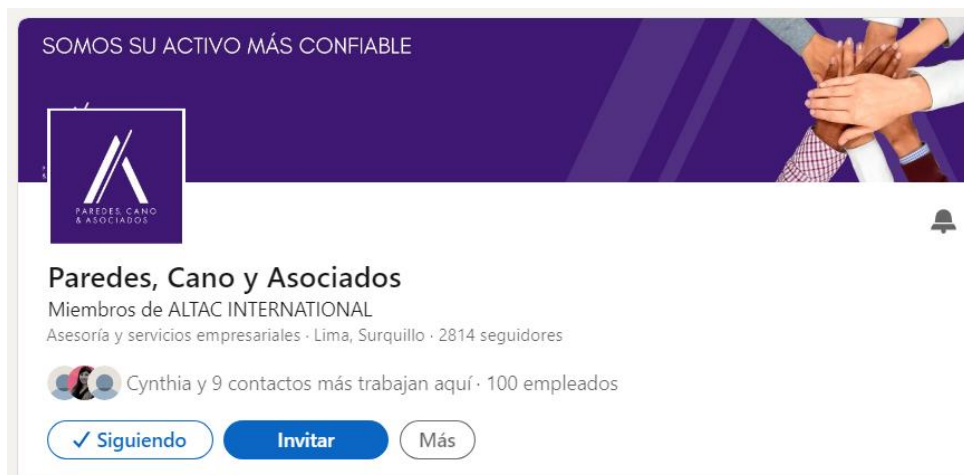 SOMOS SU ACTIVO MÁS CONFIABLE
PAREDES, CANO
& ASOCIADOS
Paredes, Cano y Asociados
Miembros de ALTAC INTERNATIONAL
Asesoría y servicios empresariales · Lima, Surquillo · 2814 seguidores
Cynthia y 9 contactos más trabajan aquí · 100 empleados
Siguiendo
Invitar
Más